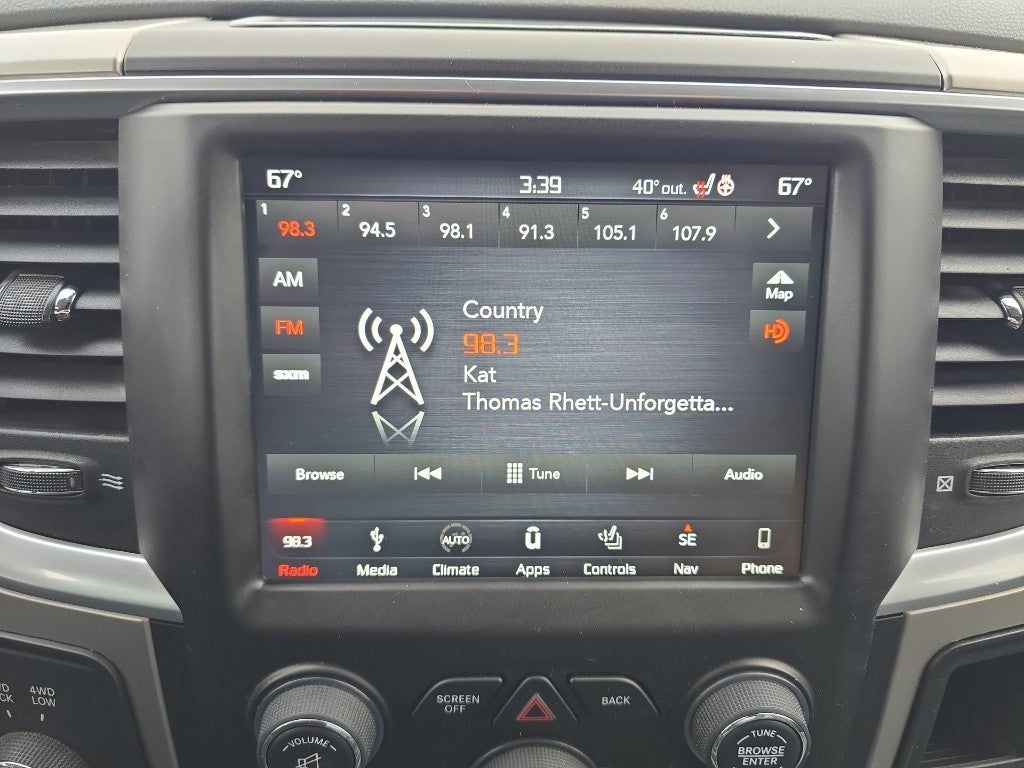 67° 3:39 40° out. 67°
1 98.3 2 94.5 3 98.1 4 91.3 5 105.1 6 107.9
AM
Map
Country
FM
HD
98.3
sxm
Kat
Thomas Rhett-Unforgetta...
Browse Tune Audio
98.3 AUTO SE
Radio Media Climate Apps Controls Nav Phone
4WD
LOW
SCREEN
OFF
BACK
VOLUME
TUNE
BROWSE
ENTER